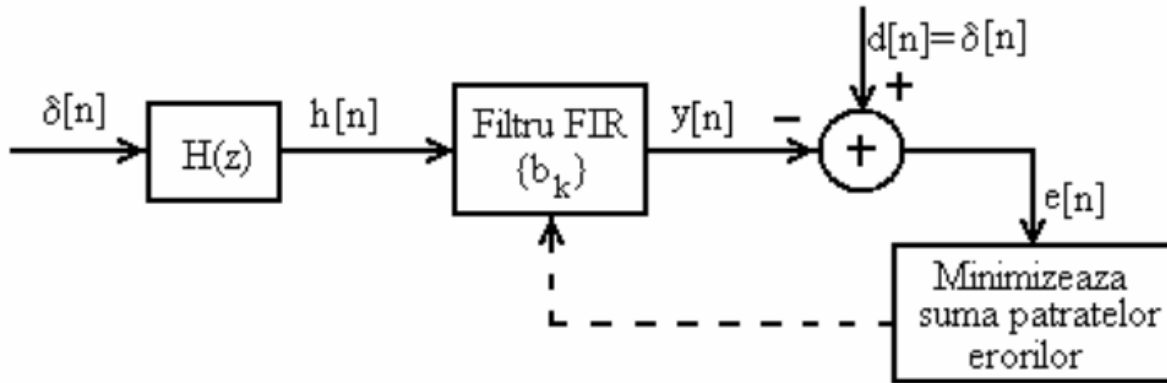 d[n]=δ[n]
+
δ[n]
H(z)
h[n]
Filtru FIR
{b_k}
y[n]
−
+
e[n]
Minimizeaza
suma patratelor
erorilor